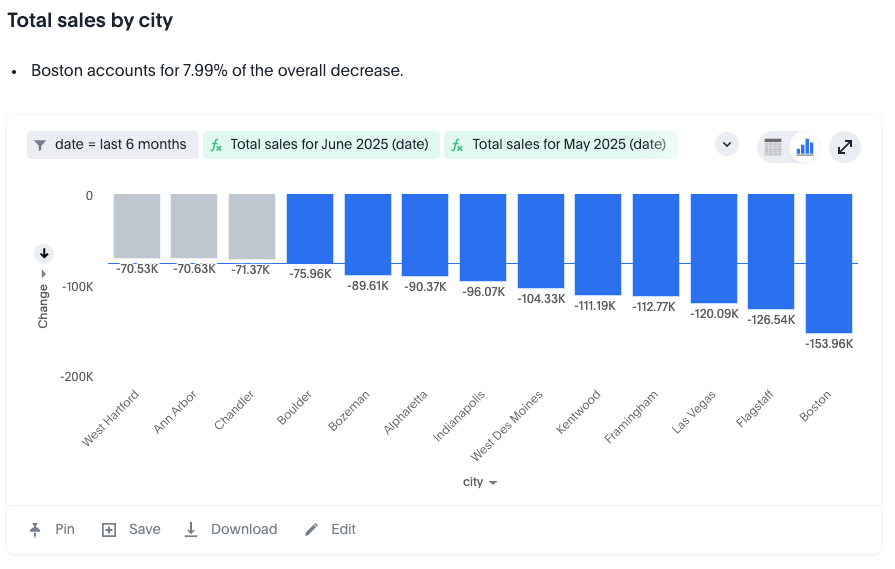 Total sales by city
• Boston accounts for 7.99% of the overall decrease.
date = last 6 months
fx Total sales for June 2025 (date)
fx Total sales for May 2025 (date)
0
-100K
-200K
Change
-70.53K
-70.63K
-71.37K
-75.96K
-89.61K
-90.37K
-96.07K
-104.33K
-111.19K
-112.77K
-120.09K
-126.54K
-153.96K
West Hartford
Ann Arbor
Chandler
Boulder
Bozeman
Alpharetta
Indianapolis
West Des Moines
Kentwood
Framingham
Las Vegas
Flagstaff
Boston
city
Pin
Save
Download
Edit